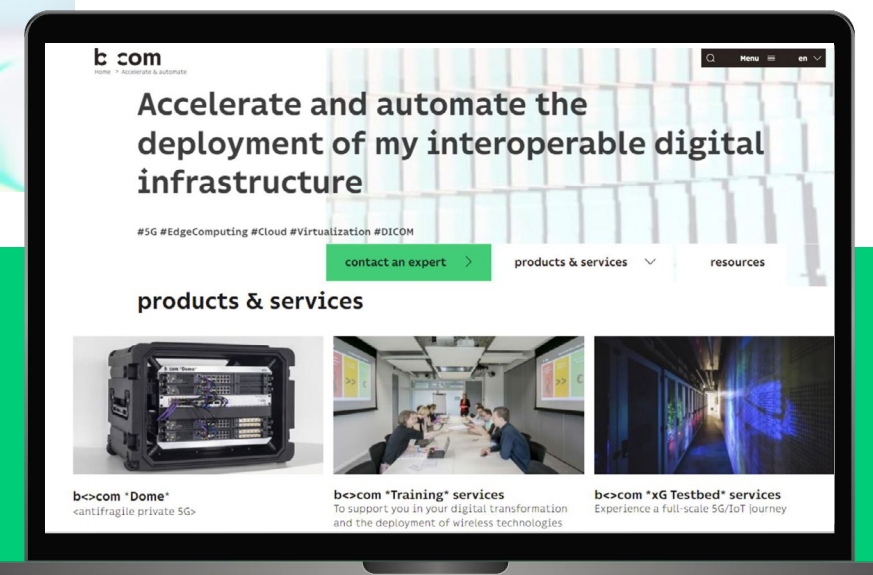 b com
Home > Accelerate & automate
Menu
en
Accelerate and automate the
deployment of my interoperable digital
infrastructure
#5G #EdgeComputing #Cloud #Virtualization #DICOM
contact an expert
products & services
resources
products & services
b<>com *Dome*
<antifragile private 5G>
b<>com *Training* services
To support you in your digital transformation
and the deployment of wireless technologies
b<>com *xG Testbed* services
Experience a full-scale 5G/IoT journey